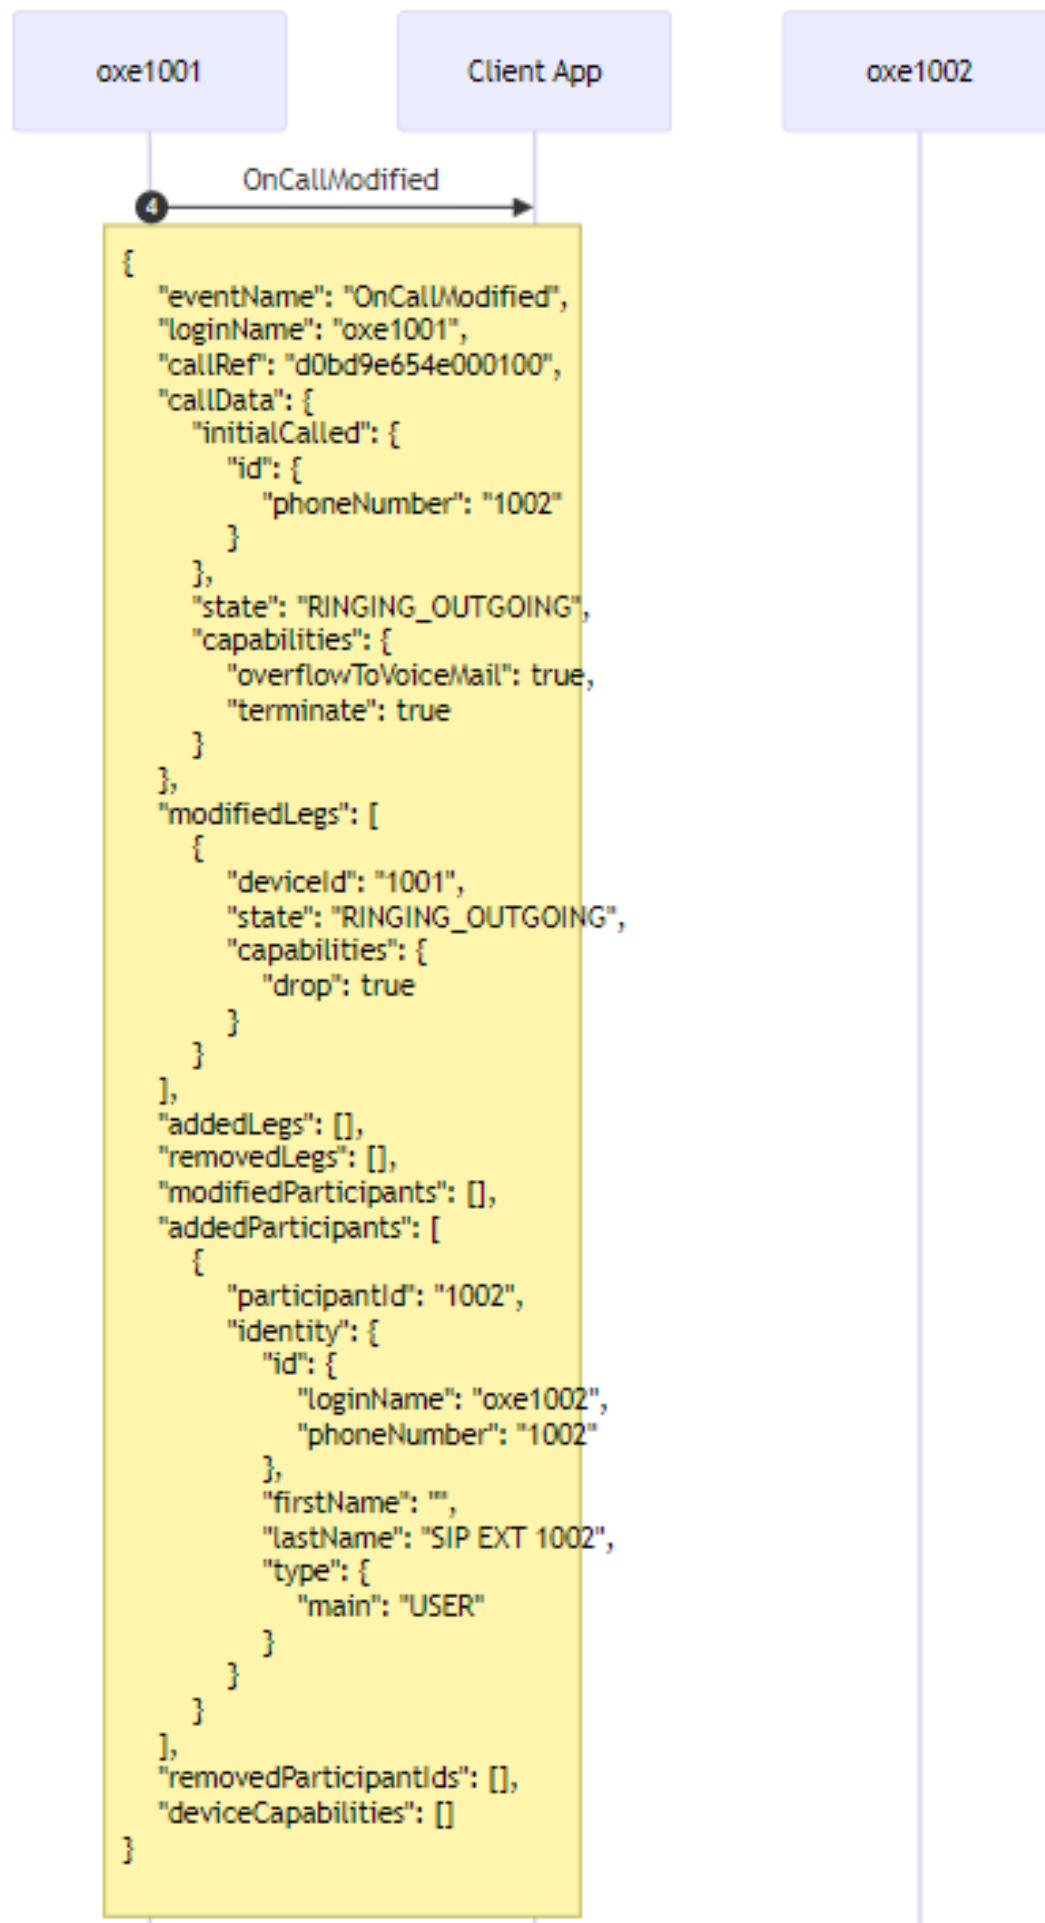 oxe1001
Client App
oxe1002
OnCallModified
4
{
"eventName": "OnCallModified",
"loginName": "oxe1001",
"callRef": "d0bd9e654e000100",
"callData": {
"initialCalled": {
"id": {
"phoneNumber": "1002"
}
},
"state": "RINGING_OUTGOING",
"capabilities": {
"overflowToVoiceMail": true,
"terminate": true
}
},
"modifiedLegs": [
{
"deviceId": "1001",
"state": "RINGING_OUTGOING",
"capabilities": {
"drop": true
}
}
],
"addedLegs": [],
"removedLegs": [],
"modifiedParticipants": [],
"addedParticipants": [
{
"participantId": "1002",
"identity": {
"id": {
"loginName": "oxe1002",
"phoneNumber": "1002"
},
"firstName": "",
"lastName": "SIP EXT 1002",
"type": {
"main": "USER"
}
}
}
],
"removedParticipantIds": [],
"deviceCapabilities": []
}